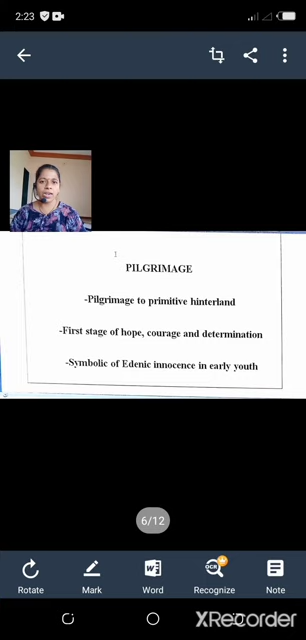 2:23
PILGRIMAGE
-Pilgrimage to primitive hinterland
-First stage of hope, courage and determination
-Symbolic of Edenic innocence in early youth
6/12
W
OCR
Rotate Mark Word Recognize Note
XRecorder